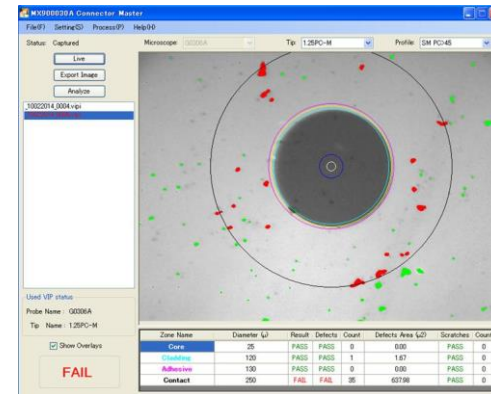 MX900030A Connector Master
File(F) Setting(S) Process(P) Help(H)
Status: Captured Microscope: G0306A Tip: 1.25PC-M Profile: SM PC>45
Live
Export Image
Analyze
_10022014_0004.vipi
Used VIP status
Probe Name : G0306A
Tip Name : 1.25PC-M
Show Overlays
FAIL
Zone Name Diameter (μ) Result Defects Count Defects Area (μ2) Scratches Count
Core 25 PASS PASS 0 0.00 PASS 0
Cladding 120 PASS PASS 1 1.67 PASS 0
Adhesive 130 PASS PASS 0 0.00 PASS 0
Contact 250 FAIL FAIL 35 637.98 PASS 0